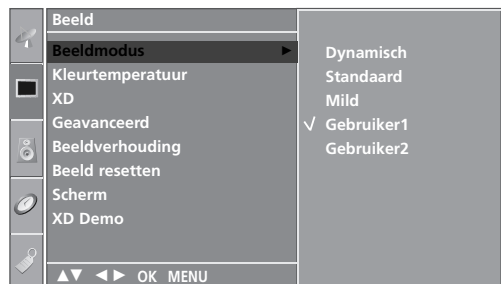 Beeld
Beeldmodus
Kleurtemperatuur
XD
Geavanceerd
Beeldverhouding
Beeld resetten
Scherm
XD Demo
▲▼ ◄► OK MENU
Dynamisch
Standaard
Mild
√ Gebruiker1
Gebruiker2